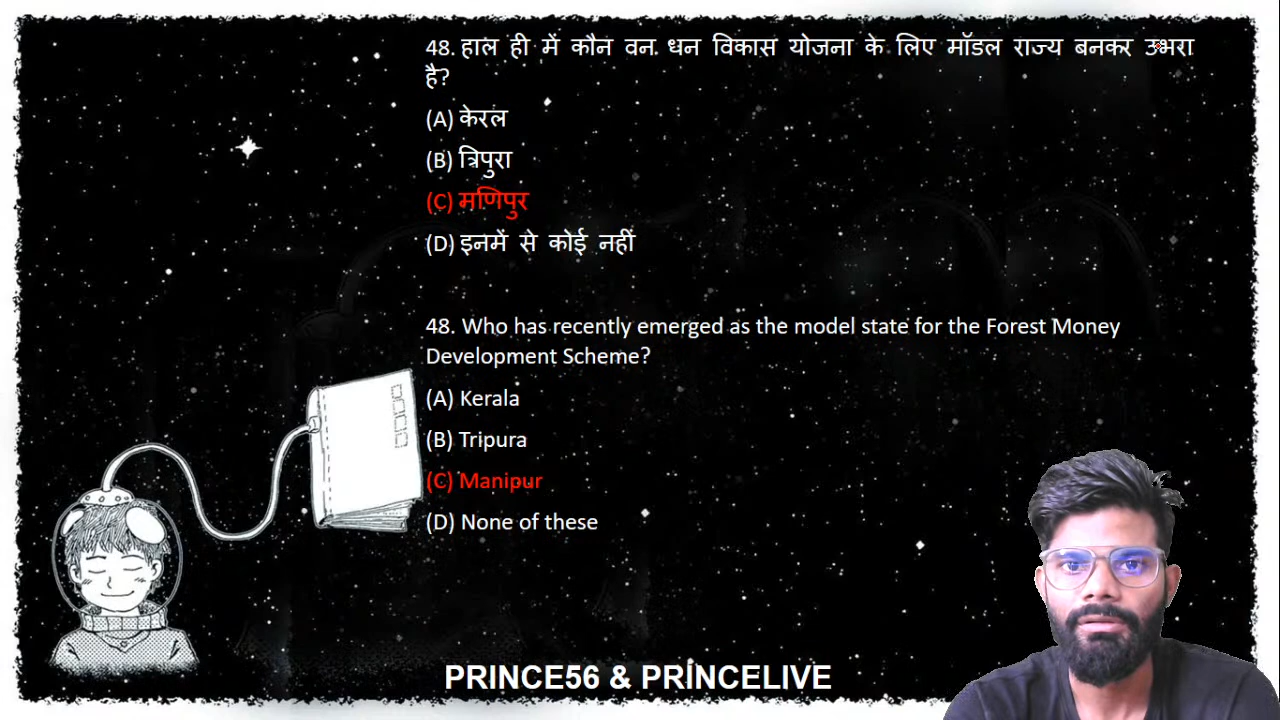 48. हाल ही में कौन वन धन विकास योजना के लिए मॉडल राज्य बनकर उभरा
है?
(A) केरल
(B) त्रिपुरा
(C) मणिपुर
(D) इनमें से कोई नहीं
48. Who has recently emerged as the model state for the Forest Money
Development Scheme?
(A) Kerala
(B) Tripura
(C) Manipur
(D) None of these
PRINCE56 & PRINCELIVE